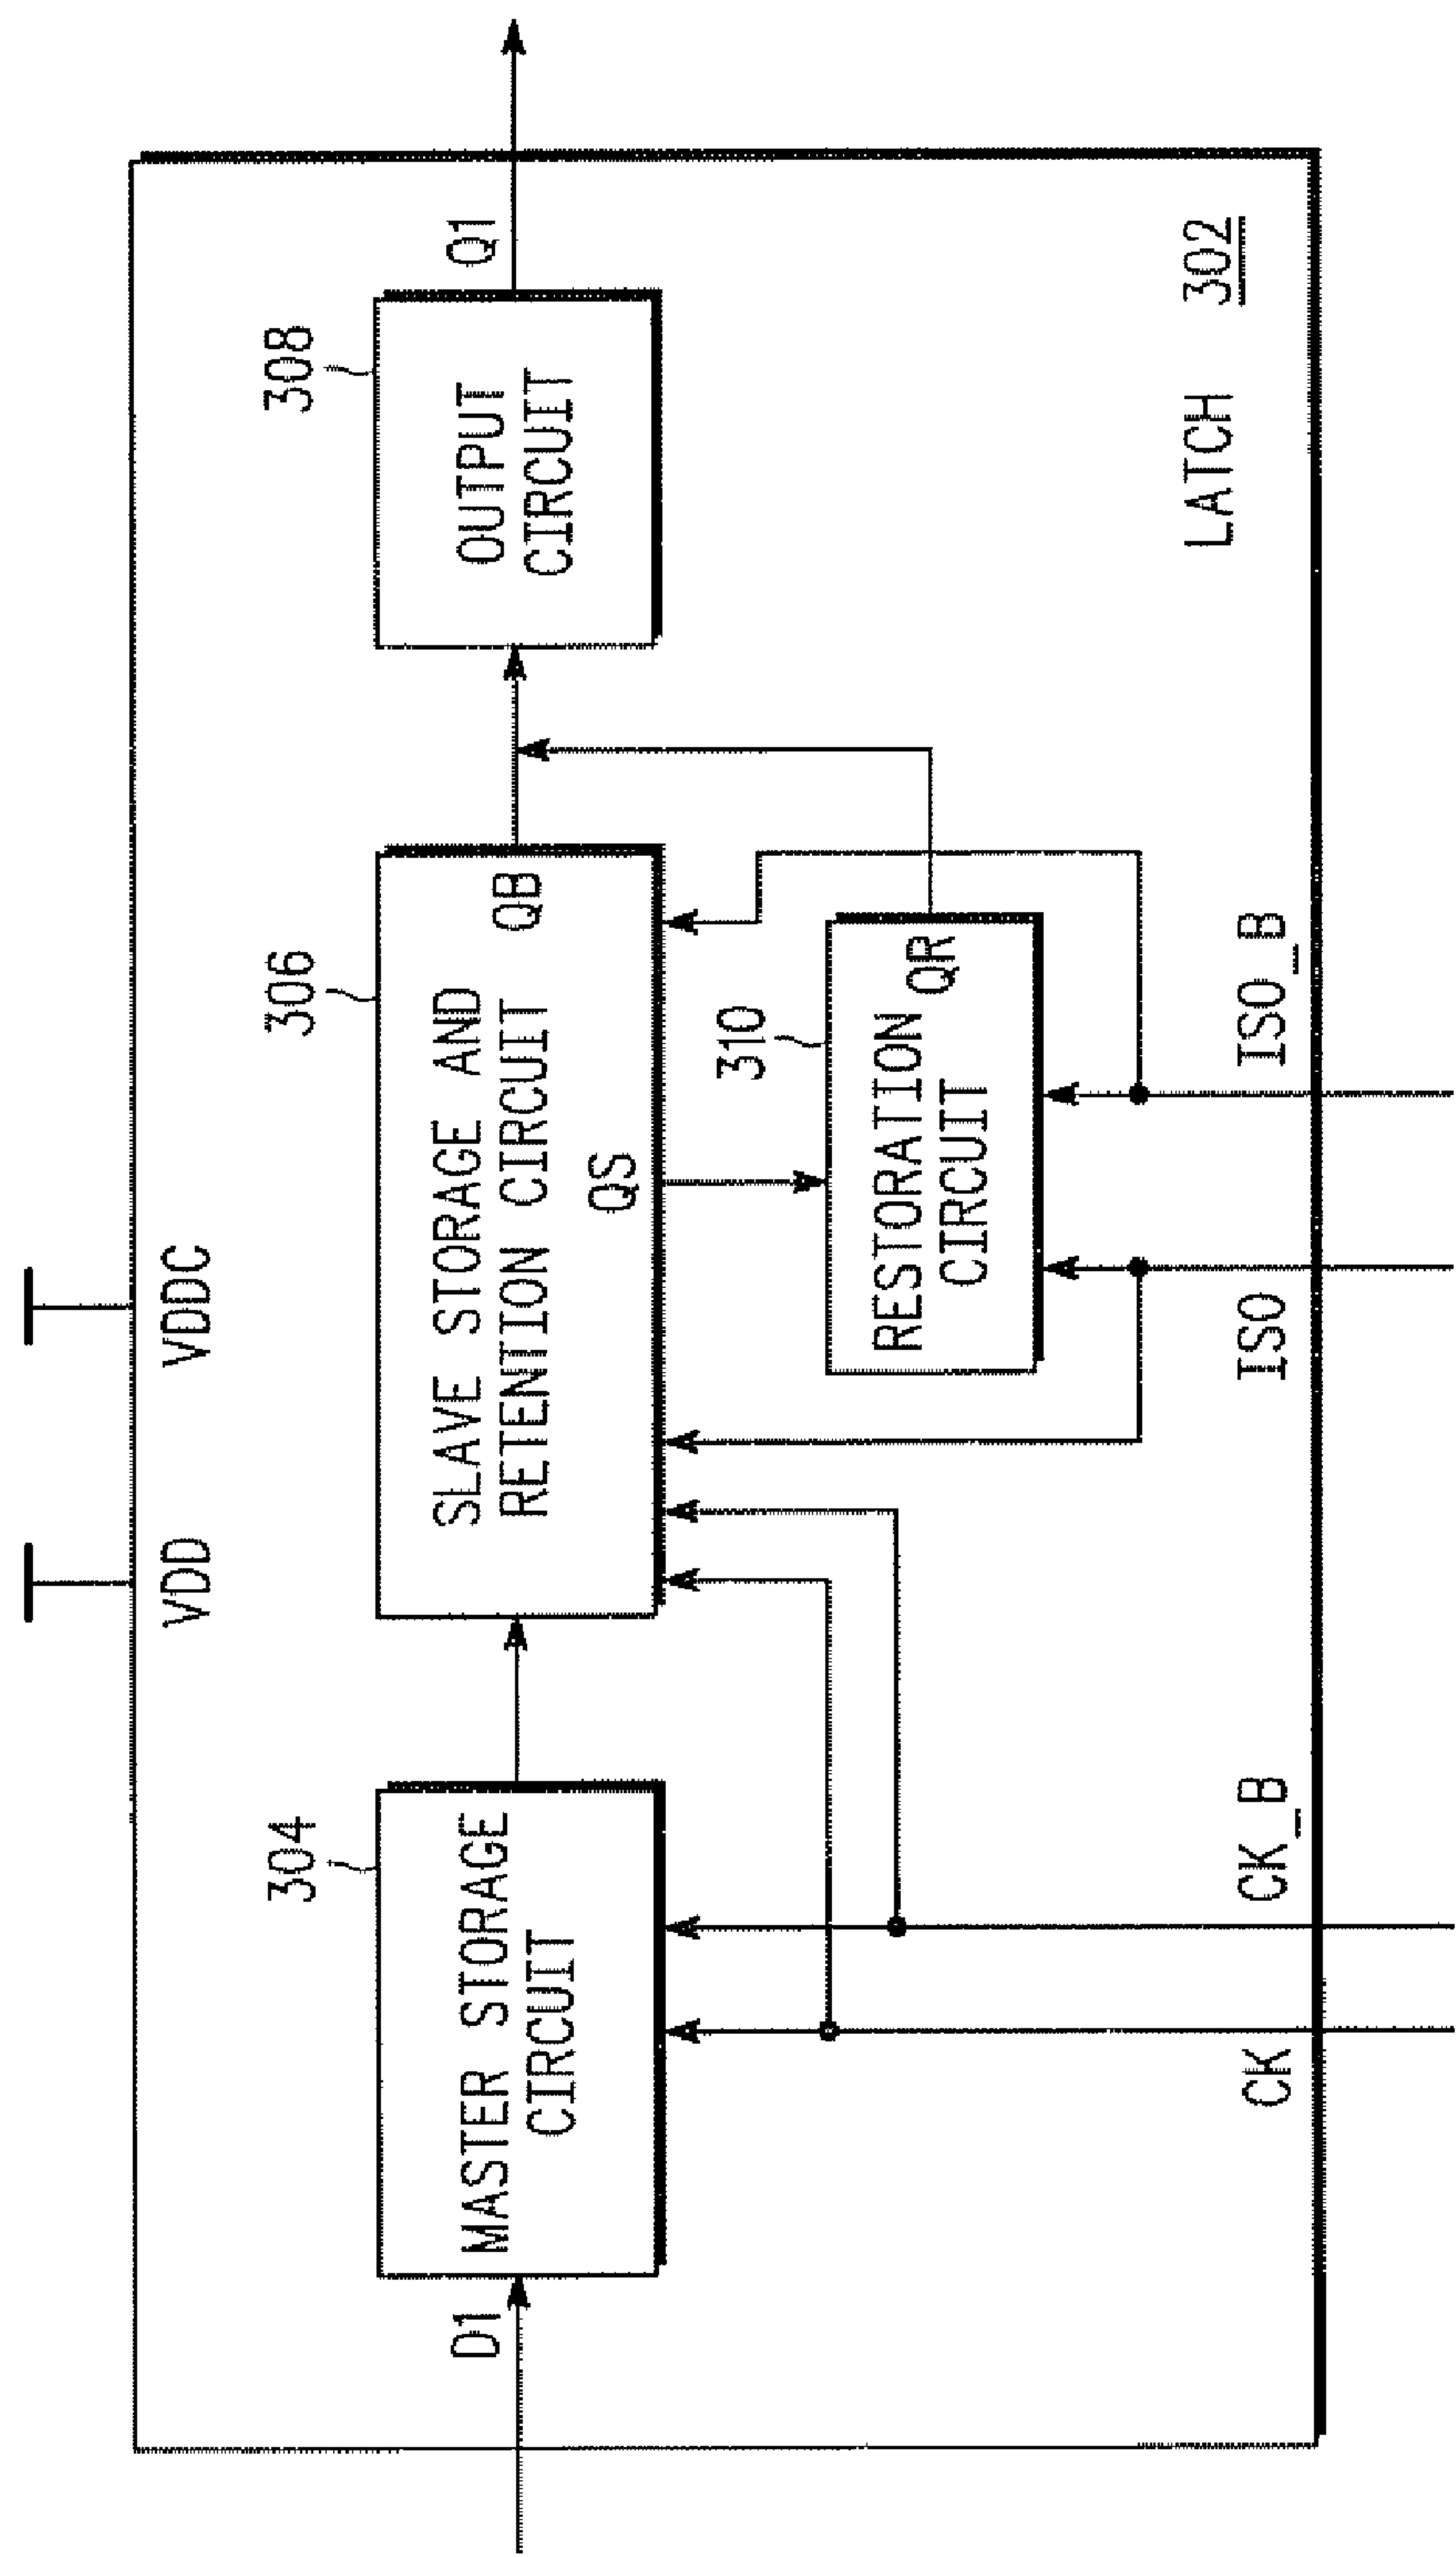 VDD
VDDC
304
306
308
D1
MASTER STORAGE
CIRCUIT
SLAVE STORAGE AND
RETENTION CIRCUIT
QB
QS
OUTPUT
CIRCUIT
Q1
310
RESTORATION
CIRCUIT
QR
CK
CK_B
ISO
ISO_B
LATCH 302